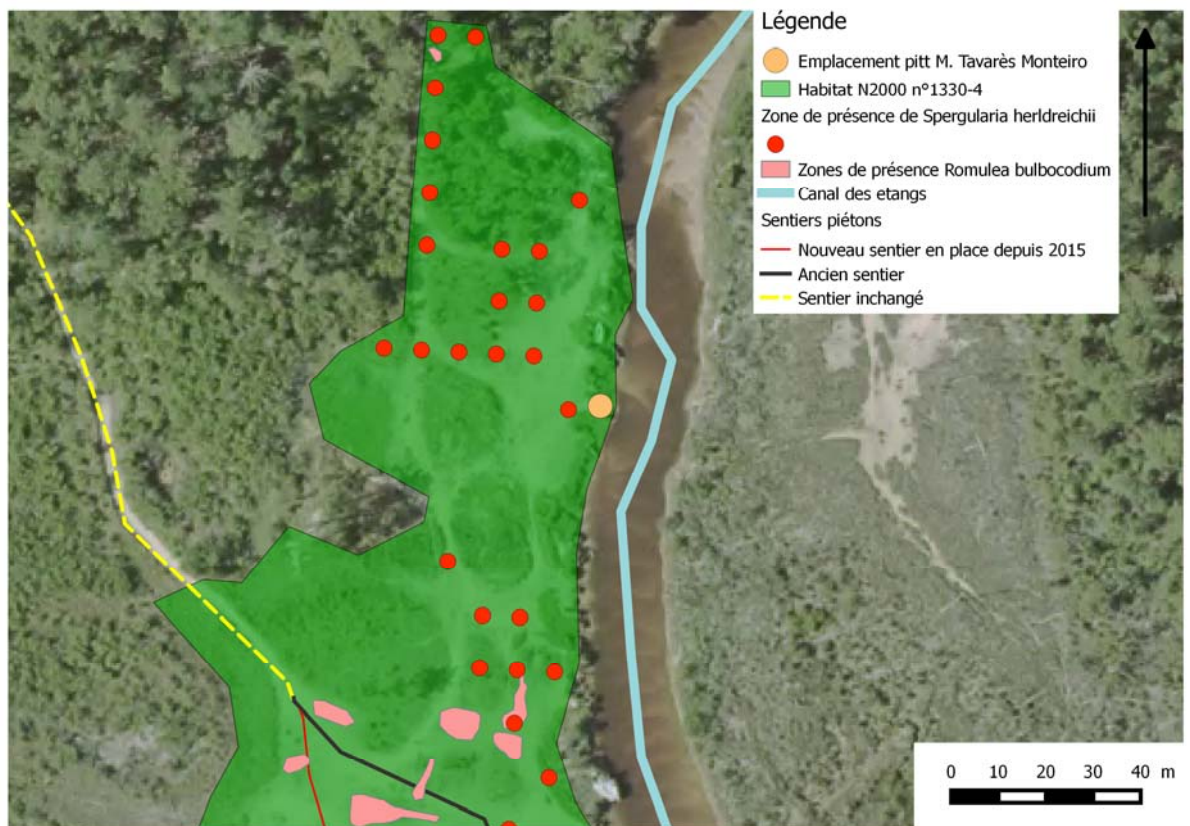 Légende
Emplacement pitt M. Tavarès Monteiro
Habitat N2000 n°1330-4
Zone de présence de Spergularia herldreichii
Zones de présence Romulea bulbocodium
Canal des etangs
Sentiers piétons
Nouveau sentier en place depuis 2015
Ancien sentier
Sentier inchangé
0 10 20 30 40 m